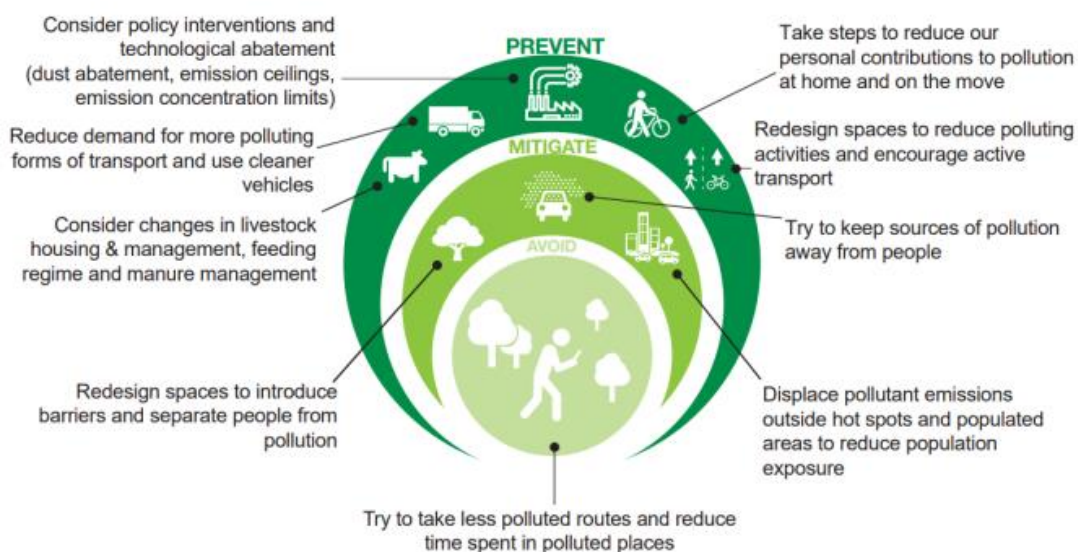 Consider policy interventions and
technological abatement
(dust abatement, emission ceilings,
emission concentration limits)
Reduce demand for more polluting
forms of transport and use cleaner
vehicles
Consider changes in livestock
housing & management, feeding
regime and manure management
Redesign spaces to introduce
barriers and separate people from
pollution
PREVENT
MITIGATE
AVOID
Take steps to reduce our
personal contributions to pollution
at home and on the move
Redesign spaces to reduce polluting
activities and encourage active
transport
Try to keep sources of pollution
away from people
Displace pollutant emissions
outside hot spots and populated
areas to reduce population
exposure
Try to take less polluted routes and reduce
time spent in polluted places